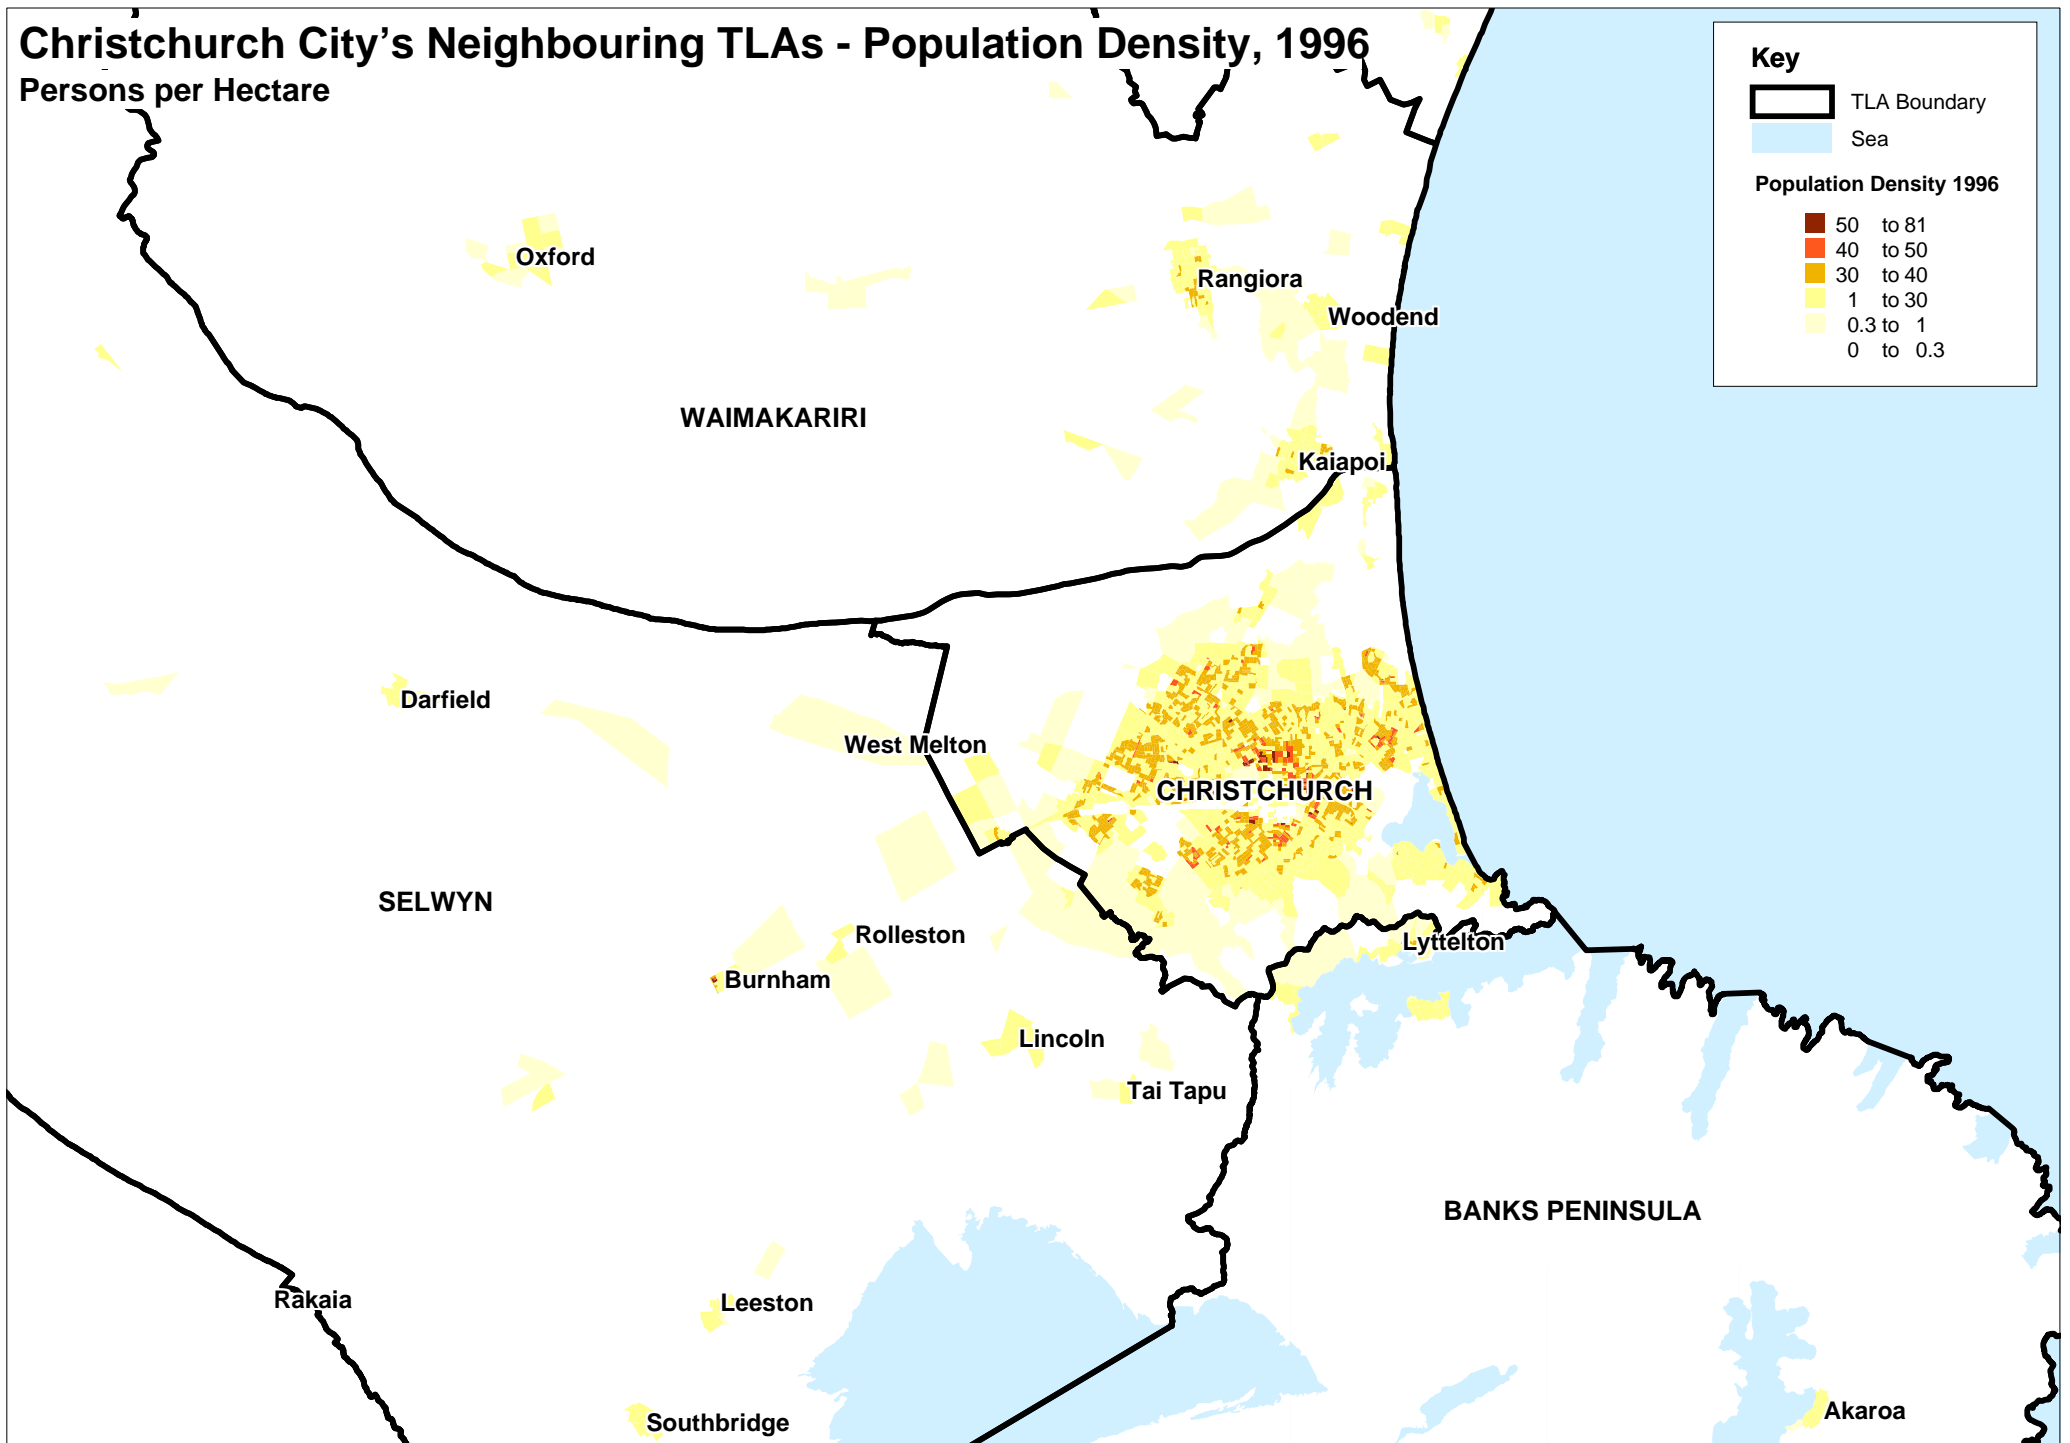 Christchurch City’s Neighbouring TLAs - Population Density, 1996
Persons per Hectare
Key
TLA Boundary
Sea
Population Density 1996
50 to 81
40 to 50
30 to 40
1 to 30
0.3 to 1
0 to 0.3
Oxford
Rangiora
Woodend
WAIMAKARIRI
Kaiapoi
Darfield
West Melton
CHRISTCHURCH
SELWYN
Rolleston
Lyttelton
Burnham
Lincoln
Tai Tapu
BANKS PENINSULA
Rakaia
Leeston
Akaroa
Southbridge